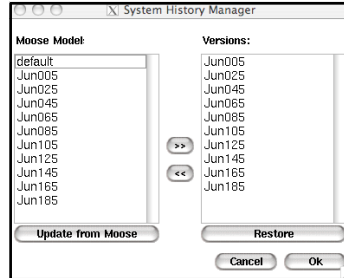 System History Manager
Moose Model:
Versions:
default
Jun005
Jun025
Jun045
Jun065
Jun085
Jun105
Jun125
Jun145
Jun165
Jun185
Jun005
Jun025
Jun045
Jun065
Jun085
Jun105
Jun125
Jun145
Jun165
Jun185
>>
<<
Update from Moose
Restore
Cancel
Ok